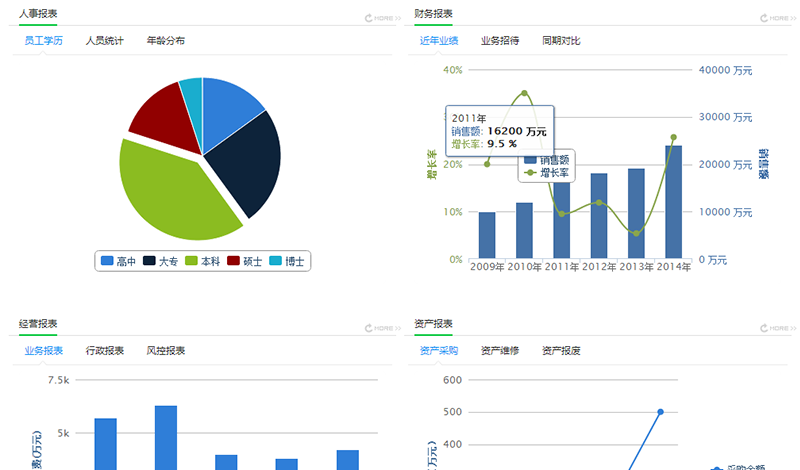 人事报表
MORE >>
员工学历 人员统计 年龄分布
高中 大专 本科 硕士 博士
财务报表
MORE >>
近年业绩 业务招待 同期对比
40%
20%
10%
0%
增长率
40000 万元
30000 万元
20000 万元
10000 万元
0 万元
销售额
2011年
销售额: 16200 万元
增长率: 9.5 %
销售额
增长率
2009年 2010年 2011年 2012年 2013年 2014年
经营报表
MORE >>
业务报表 行政报表 风控报表
7.5k
5k
费(万元)
资产报表
MORE >>
资产采购 资产维修 资产报废
600
500
400
(万元)
采购金额